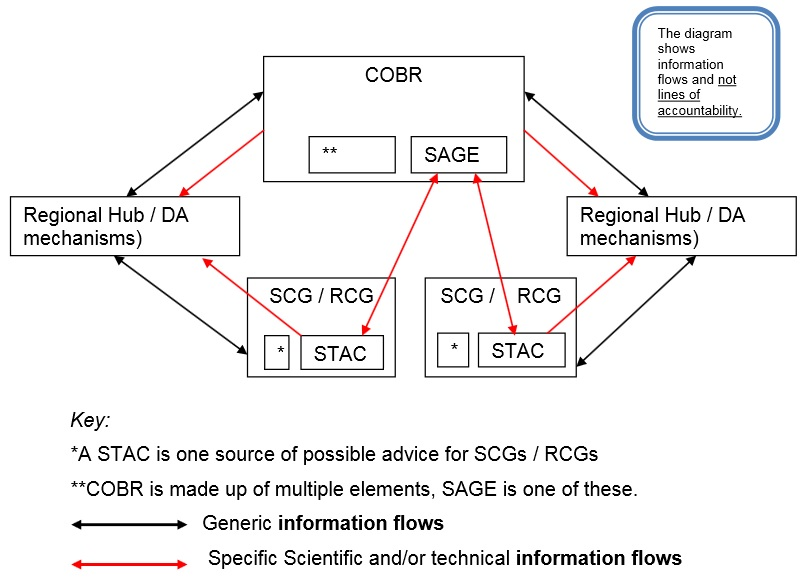 The diagram
shows
information
flows and not
lines of
accountability.
COBR
**
SAGE
Regional Hub / DA
mechanisms)
Regional Hub / DA
mechanisms)
SCG / RCG
*
STAC
SCG / RCG
*
STAC
Key:
*A STAC is one source of possible advice for SCGs / RCGs
**COBR is made up of multiple elements, SAGE is one of these.
Generic information flows
Specific Scientific and/or technical information flows